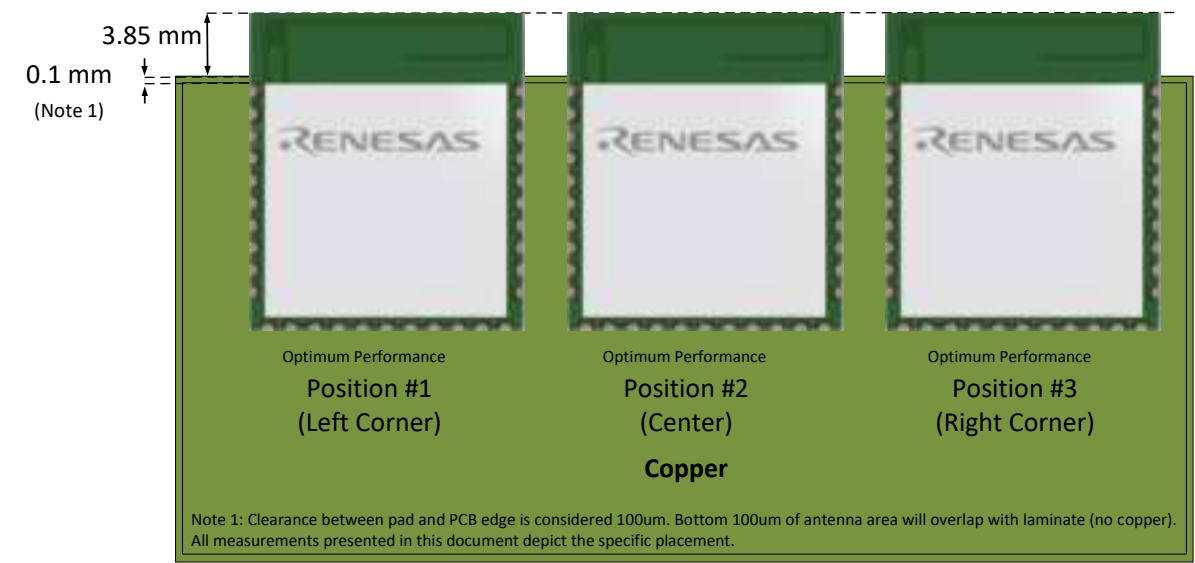 3.85 mm
0.1 mm
(Note 1)
RENESAS
RENESAS
RENESAS
Optimum Performance
Position #1
(Left Corner)
Optimum Performance
Position #2
(Center)
Optimum Performance
Position #3
(Right Corner)
Copper
Note 1: Clearance between pad and PCB edge is considered 100um. Bottom 100um of antenna area will overlap with laminate (no copper).
All measurements presented in this document depict the specific placement.